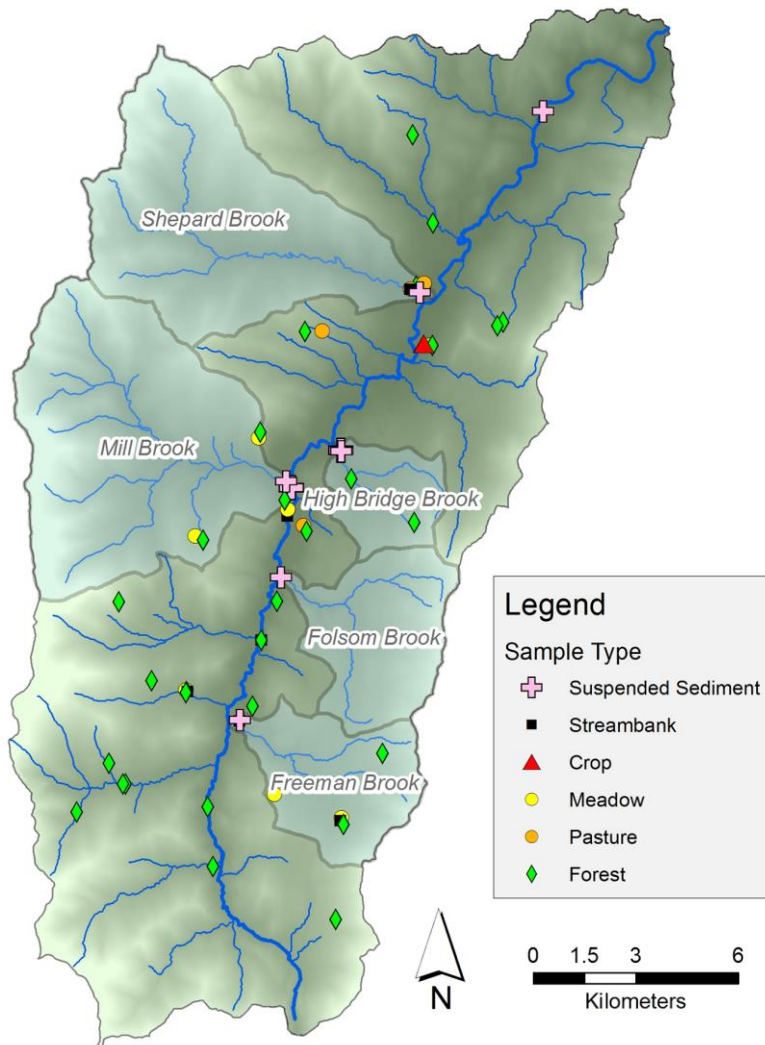 Shepard Brook
Mill Brook
High Bridge Brook
Folsom Brook
Freeman Brook
Legend
Sample Type
Suspended Sediment
Streambank
Crop
Meadow
Pasture
Forest
N
0 1.5 3 6
Kilometers